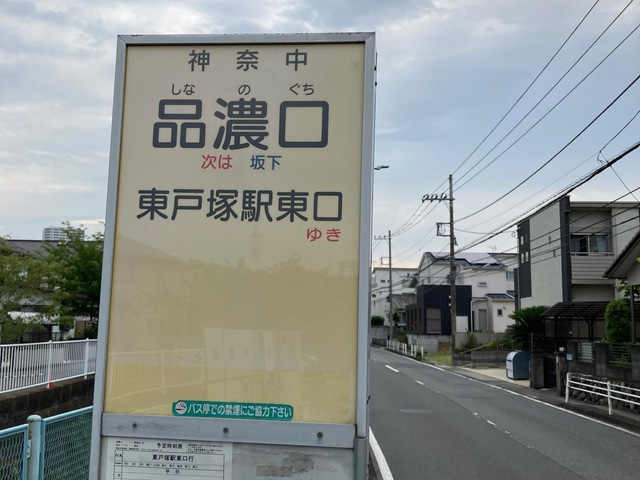 神奈中
しなのぐち
品濃口
次は 坂下
東戸塚駅東口
ゆき
バス停での禁煙にご協力下さい
予定時刻表
東戸塚駅東口行
平日